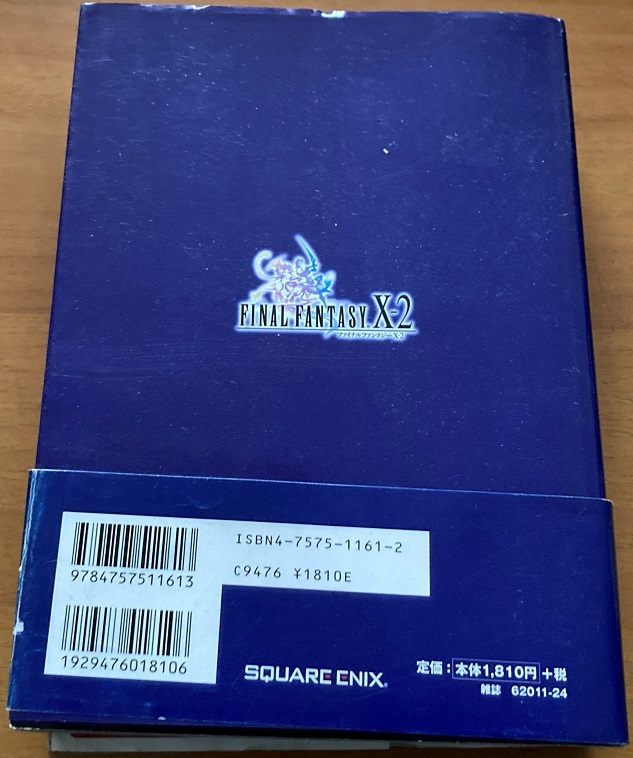 FINAL FANTASY X-2
ファイナルファンタジーX-2
ISBN4-7575-1161-2
C9476 ¥1810E
9784757511613
1929476018106
SQUARE ENIX®
定価：本体1,810円+税
雑誌 62011-24